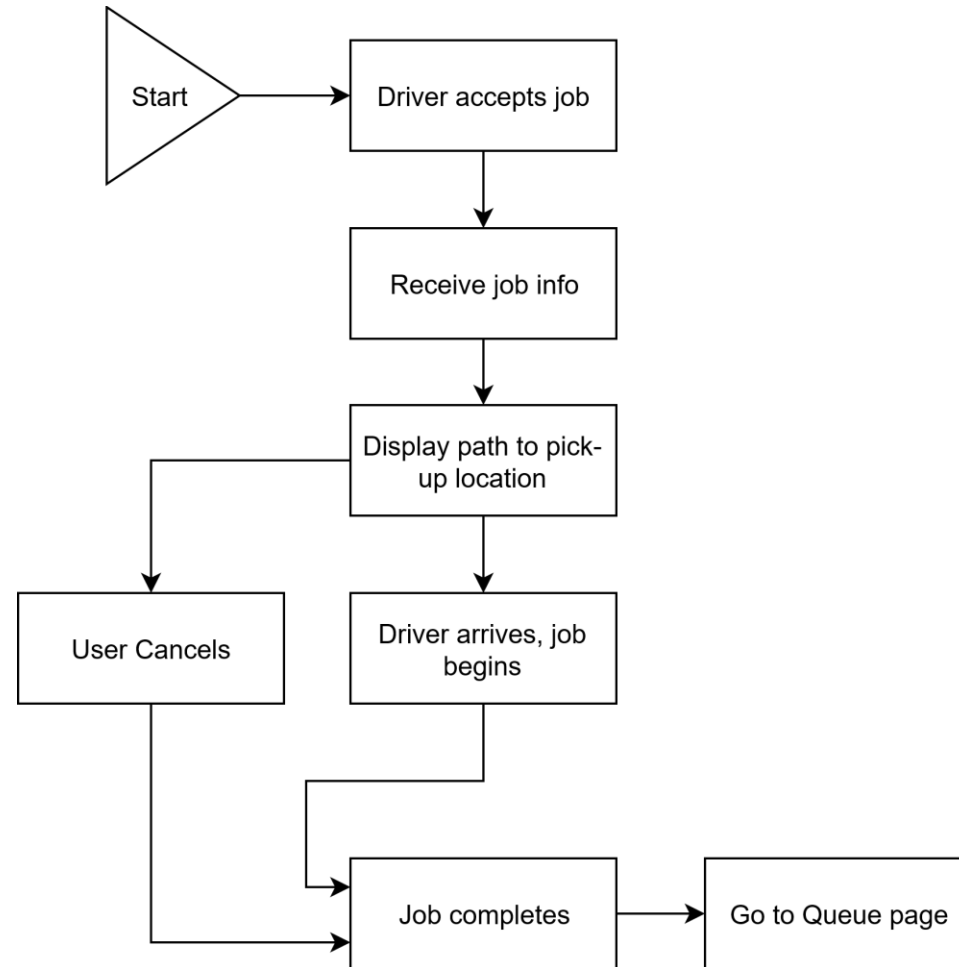 Start
Driver accepts job
Receive job info
Display path to pick-
up location
User Cancels
Driver arrives, job
begins
Job completes
Go to Queue page